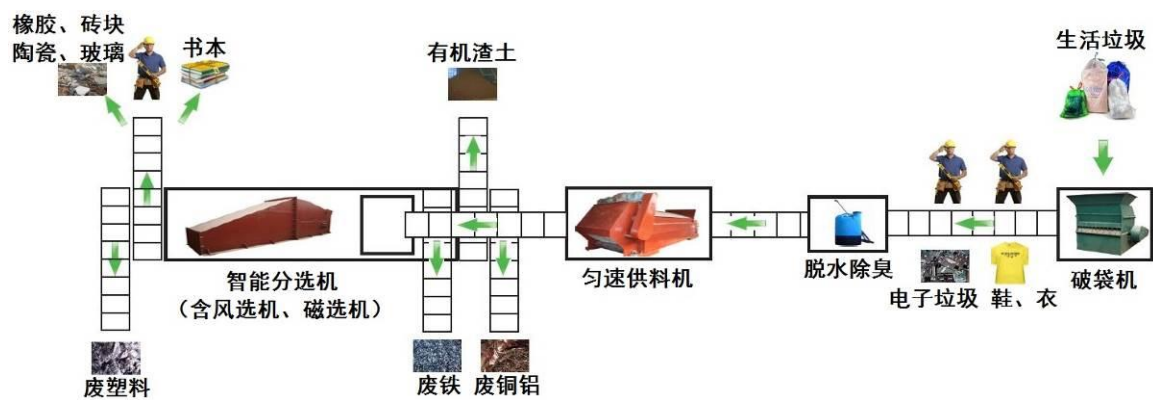 橡胶、砖块
陶瓷、玻璃
书本
有机渣土
生活垃圾
智能分选机
（含风选机、磁选机）
匀速供料机
脱水除臭
电子垃圾
鞋、衣
破袋机
废塑料
废铁
废铜铝